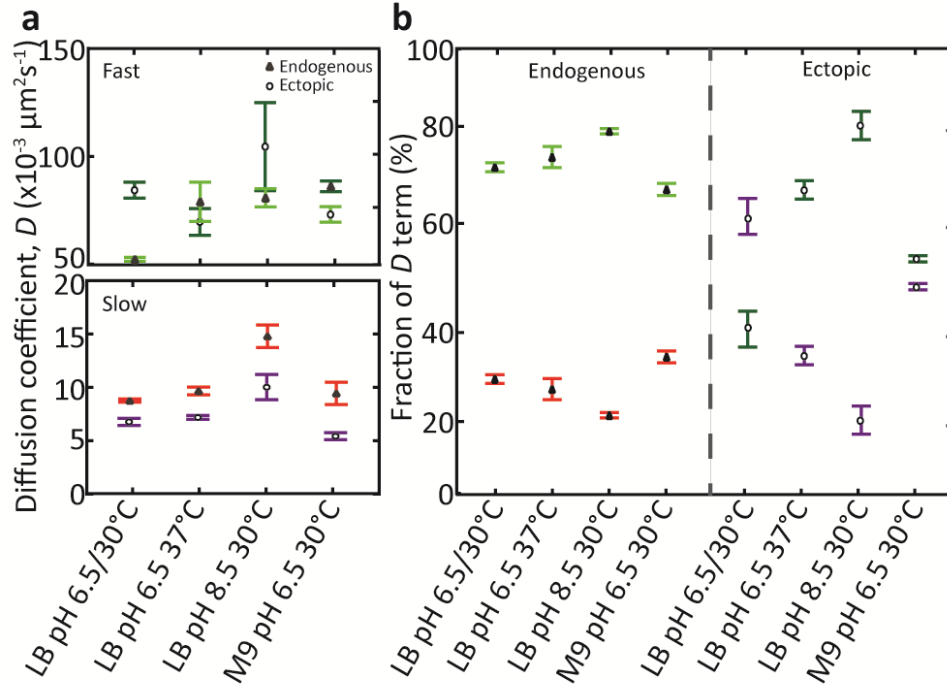 a
Diffusion coefficient, D (x10⁻³ µm²s⁻¹)
150
100
50
Fast
Endogenous
Ectopic
20
15
10
5
0
Slow
LB pH 6.5/30°C
LB pH 6.5 37°C
LB pH 8.5 30°C
M9 pH 6.5 30°C
b
Fraction of D term (%)
100
80
60
40
20
0
Endogenous
Ectopic
LB pH 6.5/30°C
LB pH 6.5 37°C
LB pH 8.5 30°C
M9 pH 6.5 30°C
LB pH 6.5/30°C
LB pH 6.5 37°C
LB pH 8.5 30°C
M9 pH 6.5 30°C